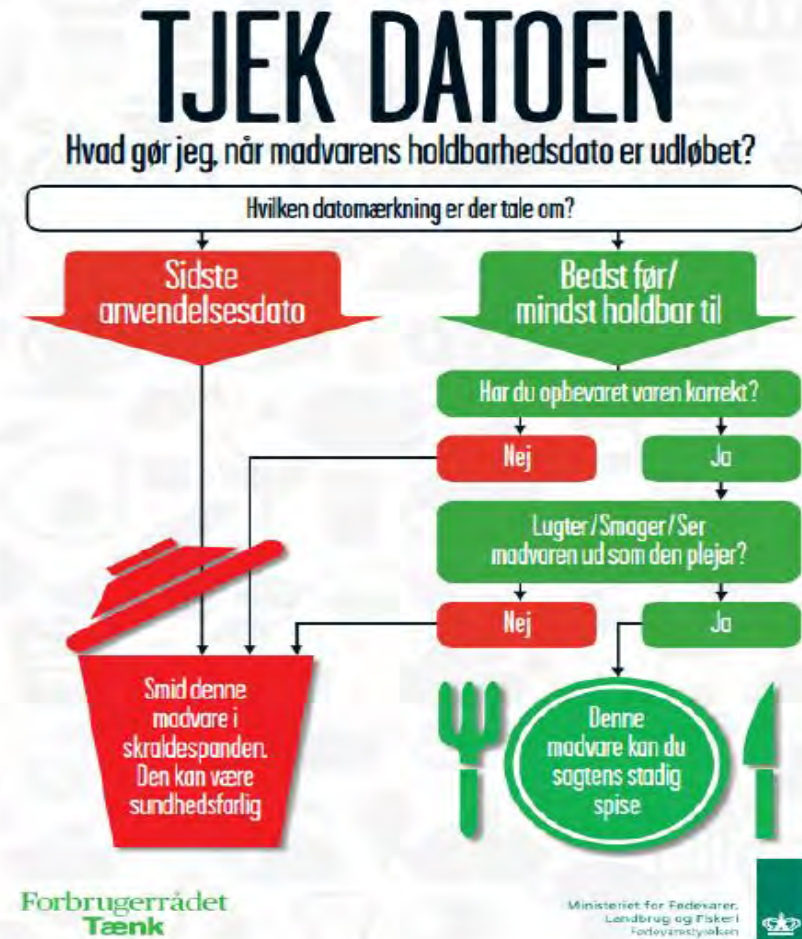 TJEK DATOEN
Hvad gør jeg, når madvarens holdbarhedsdato er udløbet?
Hvilken datomærkning er der tale om?
Sidste
anvendelsesdato
Bedst før/
mindst holdbar til
Har du opbevaret varen korrekt?
Nej
Ja
Lugter/Smager/Ser
madvaren ud som den plejer?
Nej
Ja
Smid denne
madvare i
skraldespanden.
Den kan være
sundhedsfarlig
Denne
madvare kan du
sagtens stadig
spise
Forbrugerrådet
Tænk
Ministeriet for Fødevarer,
Landbrug og Fiskeri
Fødevarestyrelsen